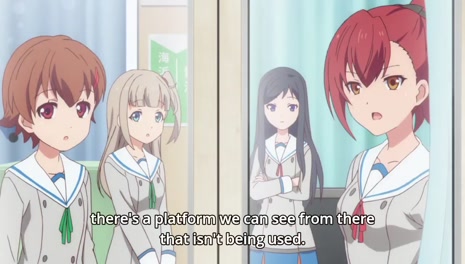 there's a platform we can see from there
that isn't being used.